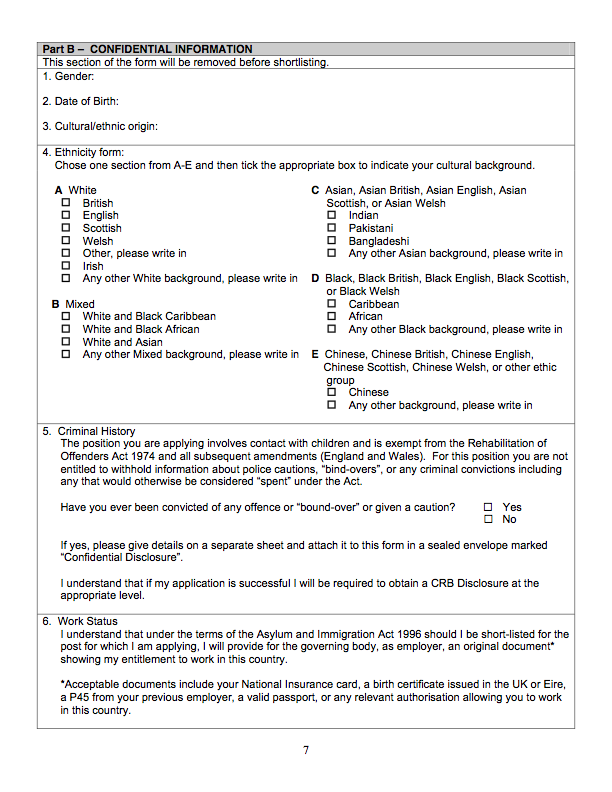 Part B – CONFIDENTIAL INFORMATION
This section of the form will be removed before shortlisting.
1. Gender:
2. Date of Birth:
3. Cultural/ethnic origin:
4. Ethnicity form:
Chose one section from A-E and then tick the appropriate box to indicate your cultural background.
A White
☐ British
☐ English
☐ Scottish
☐ Welsh
☐ Other, please write in
☐ Irish
☐ Any other White background, please write in
B Mixed
☐ White and Black Caribbean
☐ White and Black African
☐ White and Asian
☐ Any other Mixed background, please write in
C Asian, Asian British, Asian English, Asian
Scottish, or Asian Welsh
☐ Indian
☐ Pakistani
☐ Bangladeshi
☐ Any other Asian background, please write in
D Black, Black British, Black English, Black Scottish,
or Black Welsh
☐ Caribbean
☐ African
☐ Any other Black background, please write in
E Chinese, Chinese British, Chinese English,
Chinese Scottish, Chinese Welsh, or other ethic
group
☐ Chinese
☐ Any other background, please write in
5. Criminal History
The position you are applying involves contact with children and is exempt from the Rehabilitation of
Offenders Act 1974 and all subsequent amendments (England and Wales). For this position you are not
entitled to withhold information about police cautions, “bind-overs”, or any criminal convictions including
any that would otherwise be considered “spent” under the Act.
Have you ever been convicted of any offence or “bound-over” or given a caution? ☐ Yes
☐ No
If yes, please give details on a separate sheet and attach it to this form in a sealed envelope marked
“Confidential Disclosure”.
I understand that if my application is successful I will be required to obtain a CRB Disclosure at the
appropriate level.
6. Work Status
I understand that under the terms of the Asylum and Immigration Act 1996 should I be short-listed for the
post for which I am applying, I will provide for the governing body, as employer, an original document*
showing my entitlement to work in this country.
*Acceptable documents include your National Insurance card, a birth certificate issued in the UK or Eire,
a P45 from your previous employer, a valid passport, or any relevant authorisation allowing you to work
in this country.
7